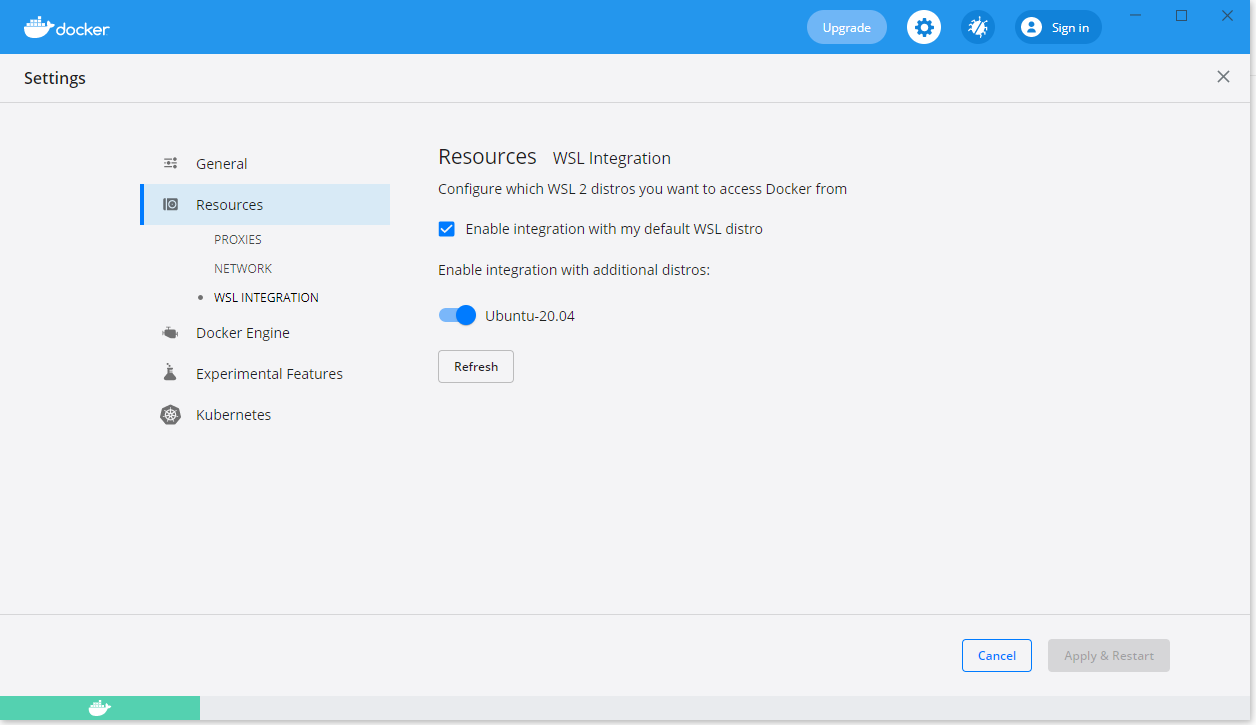 docker
Upgrade
Sign in
Settings
General
Resources
PROXIES
NETWORK
WSL INTEGRATION
Docker Engine
Experimental Features
Kubernetes
Resources WSL Integration
Configure which WSL 2 distros you want to access Docker from
Enable integration with my default WSL distro
Enable integration with additional distros:
Ubuntu-20.04
Refresh
Cancel
Apply & Restart